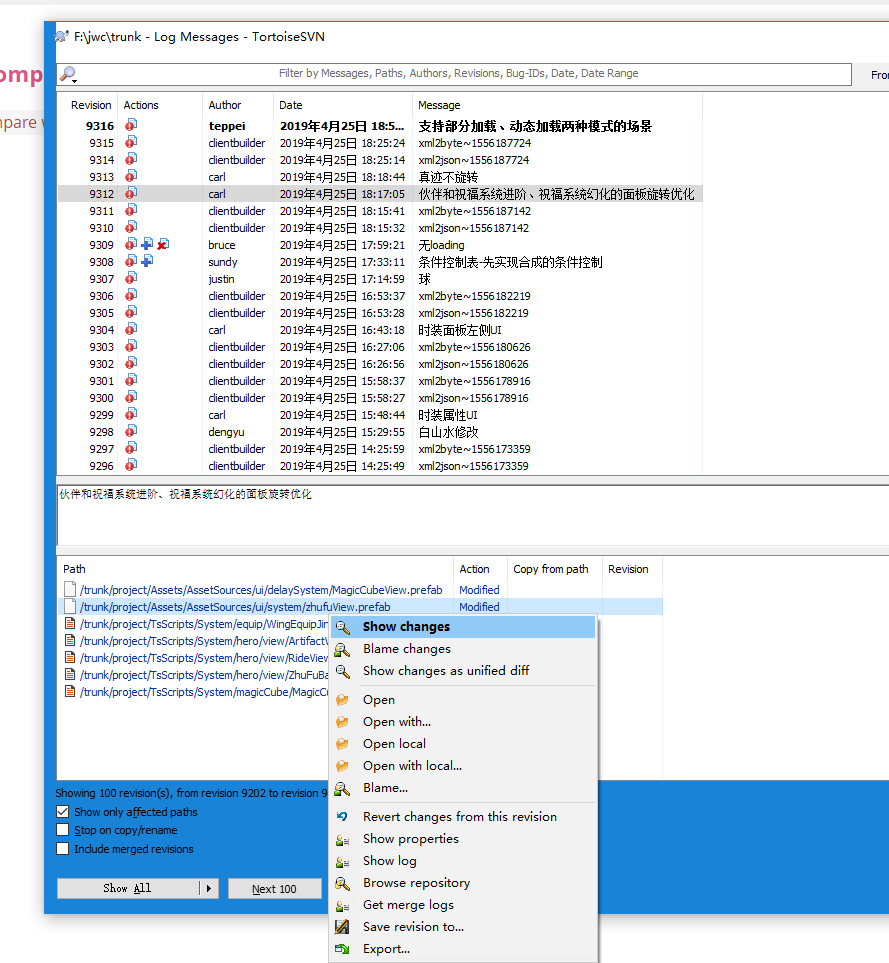 F:\jwc\trunk - Log Messages - TortoiseSVN
omp
Filter by Messages, Paths, Authors, Revisions, Bug-IDs, Date, Date Range
Fro
npare
Revision Actions Author Date Message
9316 teppei 2019年4月25日 18:5... 支持部分加载、动态加载两种模式的场景
9315 clientbuilder 2019年4月25日 18:25:24 xml2byte~1556187724
9314 clientbuilder 2019年4月25日 18:25:14 xml2json~1556187724
9313 carl 2019年4月25日 18:18:44 真迹不旋转
9312 carl 2019年4月25日 18:17:05 伙伴和祝福系统进阶、祝福系统幻化的面板旋转优化
9311 clientbuilder 2019年4月25日 18:15:41 xml2byte~1556187142
9310 clientbuilder 2019年4月25日 18:15:32 xml2json~1556187142
9309 bruce 2019年4月25日 17:59:21 无loading
9308 sundy 2019年4月25日 17:33:11 条件控制表-先实现合成的条件控制
9307 justin 2019年4月25日 17:14:59 球
9306 clientbuilder 2019年4月25日 16:53:37 xml2byte~1556182219
9305 clientbuilder 2019年4月25日 16:53:28 xml2json~1556182219
9304 carl 2019年4月25日 16:43:18 时装面板左侧UI
9303 clientbuilder 2019年4月25日 16:27:06 xml2byte~1556180626
9302 clientbuilder 2019年4月25日 16:26:56 xml2json~1556180626
9301 clientbuilder 2019年4月25日 15:58:37 xml2byte~1556178916
9300 clientbuilder 2019年4月25日 15:58:27 xml2json~1556178916
9299 carl 2019年4月25日 15:48:44 时装属性UI
9298 dengyu 2019年4月25日 15:29:55 白山水修改
9297 clientbuilder 2019年4月25日 14:25:59 xml2byte~1556173359
9296 clientbuilder 2019年4月25日 14:25:49 xml2json~1556173359
伙伴和祝福系统进阶、祝福系统幻化的面板旋转优化
Path Action Copy from path Revision
/trunk/project/Assets/AssetSources/ui/delaySystem/MagicCubeView.prefab Modified
/trunk/project/Assets/AssetSources/ui/system/zhufuView.prefab Modified
/trunk/project/TsScripts/System/equip/WingEquipJin
/trunk/project/TsScripts/System/hero/view/ArtifactV
/trunk/project/TsScripts/System/hero/view/RideView
/trunk/project/TsScripts/System/hero/view/ZhuFuBa
/trunk/project/TsScripts/System/magicCube/MagicCu
Show changes
Blame changes
Show changes as unified diff
Open
Open with...
Open local
Open with local...
Blame...
Revert changes from this revision
Show properties
Show log
Browse repository
Get merge logs
Save revision to...
Export...
Showing 100 revision(s), from revision 9202 to revision 9
Show only affected paths
Stop on copy/rename
Include merged revisions
Show All
Next 100